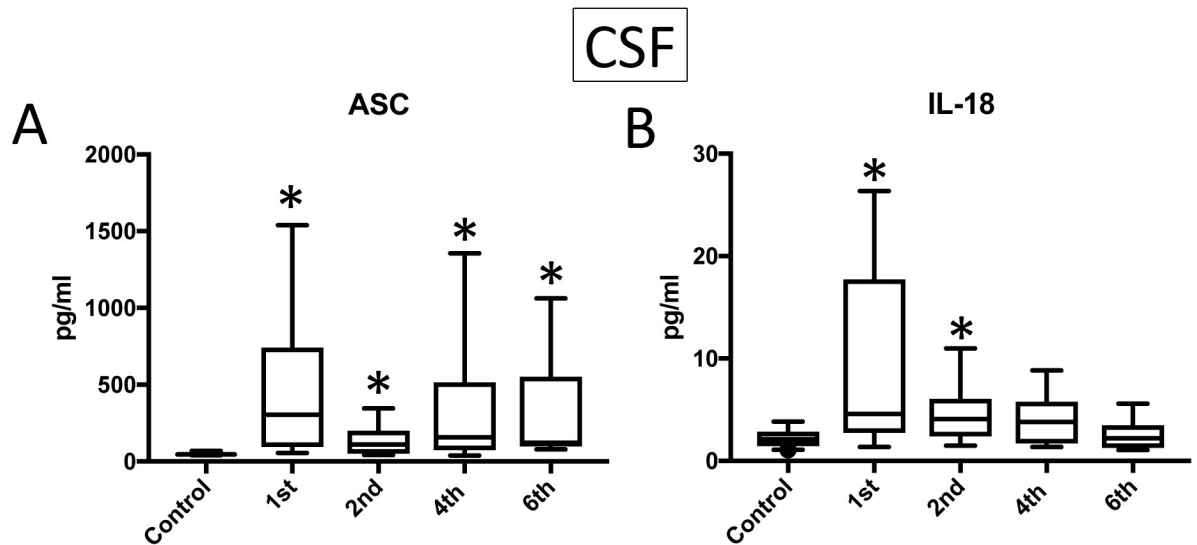 CSF
A
ASC
pg/ml
2000
1500
1000
500
0
*
*
*
*
Control
1st
2nd
4th
6th
B
IL-18
pg/ml
30
20
10
0
*
*
Control
1st
2nd
4th
6th